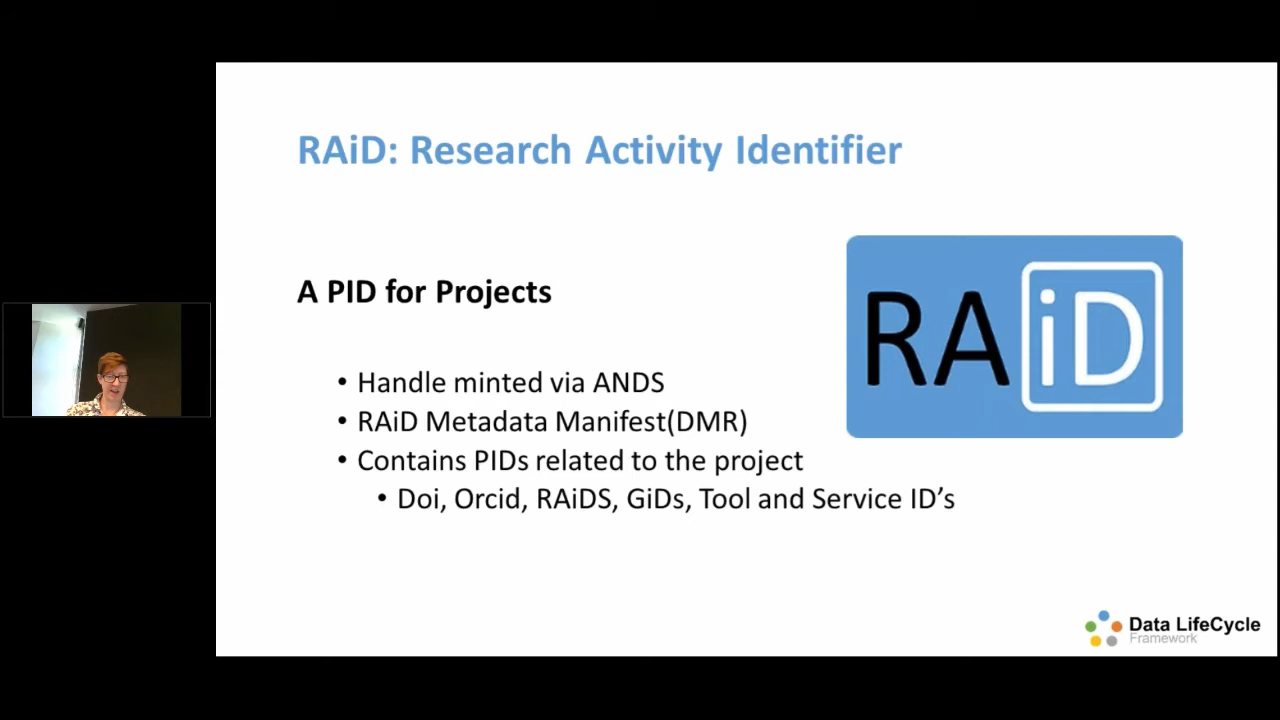 RAiD: Research Activity Identifier
A PID for Projects
RAiD
• Handle minted via ANDS
• RAiD Metadata Manifest(DMR)
• Contains PIDs related to the project
• Doi, Orcid, RAiDS, GiDs, Tool and Service ID’s
Data LifeCycle
Framework